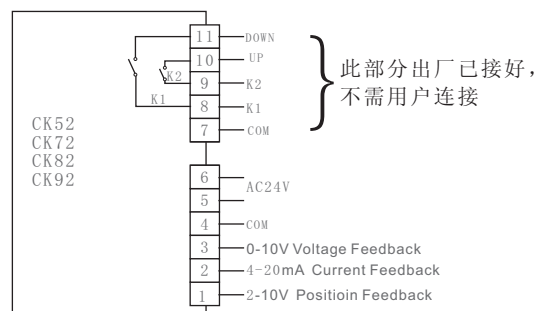 11 DOWN
10 UP
K2 9 K2
K1 8 K1
7 COM
此部分出厂已接好，
不需用户连接
CK52
CK72
CK82
CK92
6
AC24V
5
4 COM
3 0-10V Voltage Feedback
2 4-20mA Current Feedback
1 2-10V Positioin Feedback